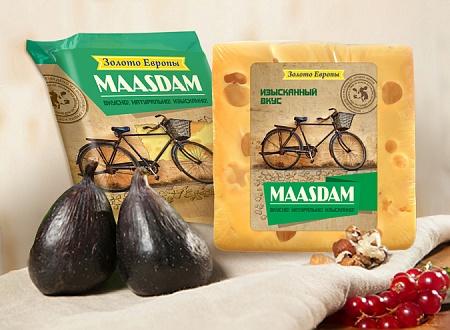 Золото Европы
MAASDAM
ВКУСНО, НАТУРАЛЬНО, ИЗЫСКАННО!
Золото Европы
ИЗЫСКАННЫЙ
ВКУС
MAASDAM
ВКУСНО, НАТУРАЛЬНО, ИЗЫСКАННО!